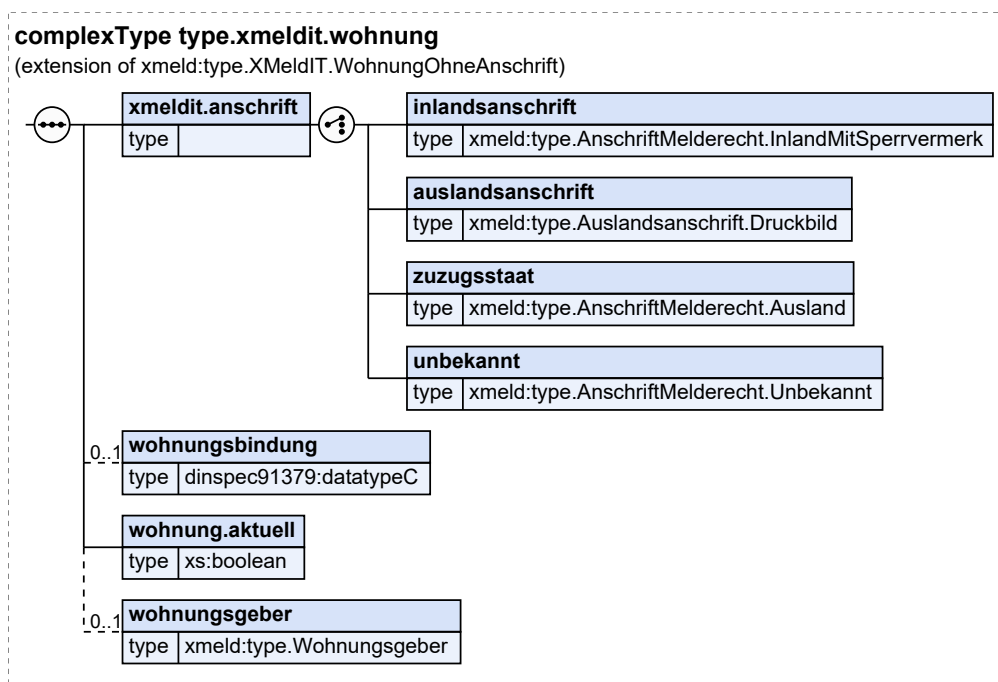 complexType type.xmeldit.wohnung
(extension of xmeld:type.XMeldIT.WohnungOhneAnschrift)
xmeldit.anschrift
type
inlandsanschrift
type xmeld:type.AnschriftMelderecht.InlandMitSperrvermerk
auslandsanschrift
type xmeld:type.Auslandsanschrift.Druckbild
zuzugsstaat
type xmeld:type.AnschriftMelderecht.Ausland
unbekannt
type xmeld:type.AnschriftMelderecht.Unbekannt
0..1 wohnungsbindung
type dinspec91379:datatypeC
wohnung.aktuell
type xs:boolean
0..1 wohnungsgeber
type xmeld:type.Wohnungsgeber